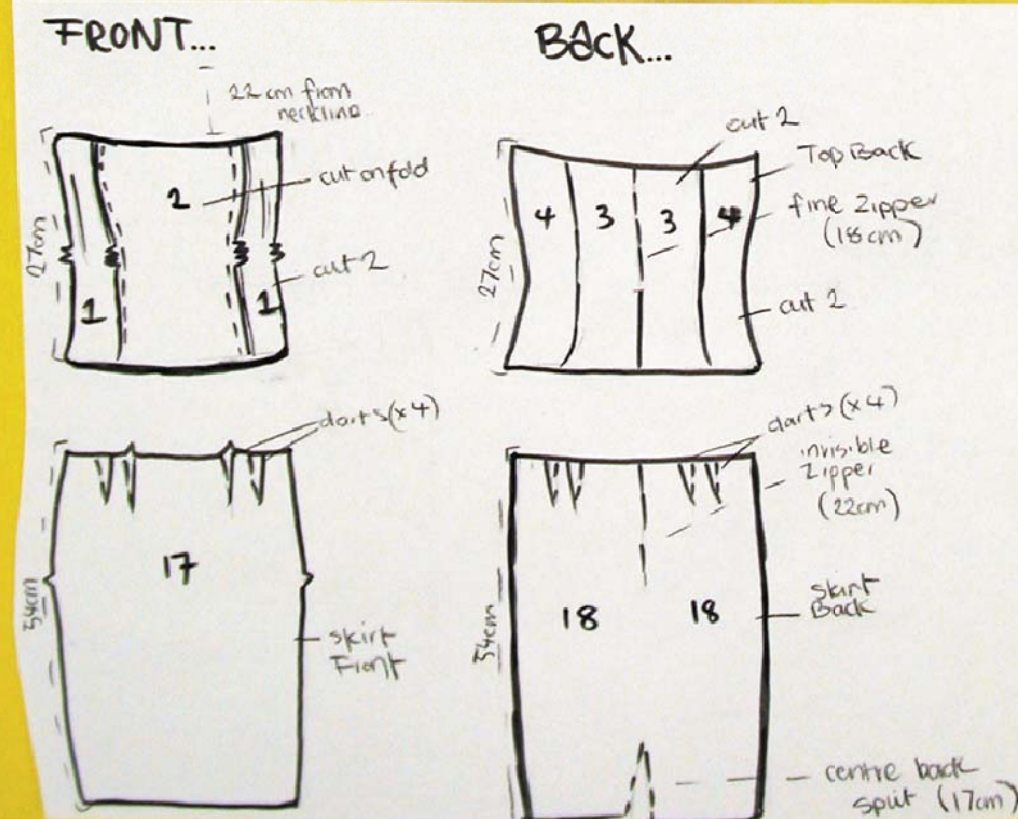 FRONT...
22 cm from
neckline
cut on fold
27cm
2
cut 2
1
1
BACK...
cut 2
Top Back
fine Zipper
(18cm)
27cm
4
3
3
4
cut 2
darts (x4)
17
54cm
skirt
Front
darts (x4)
invisible
Zipper
(22cm)
18
18
54cm
skirt
Back
centre back
split (17cm)